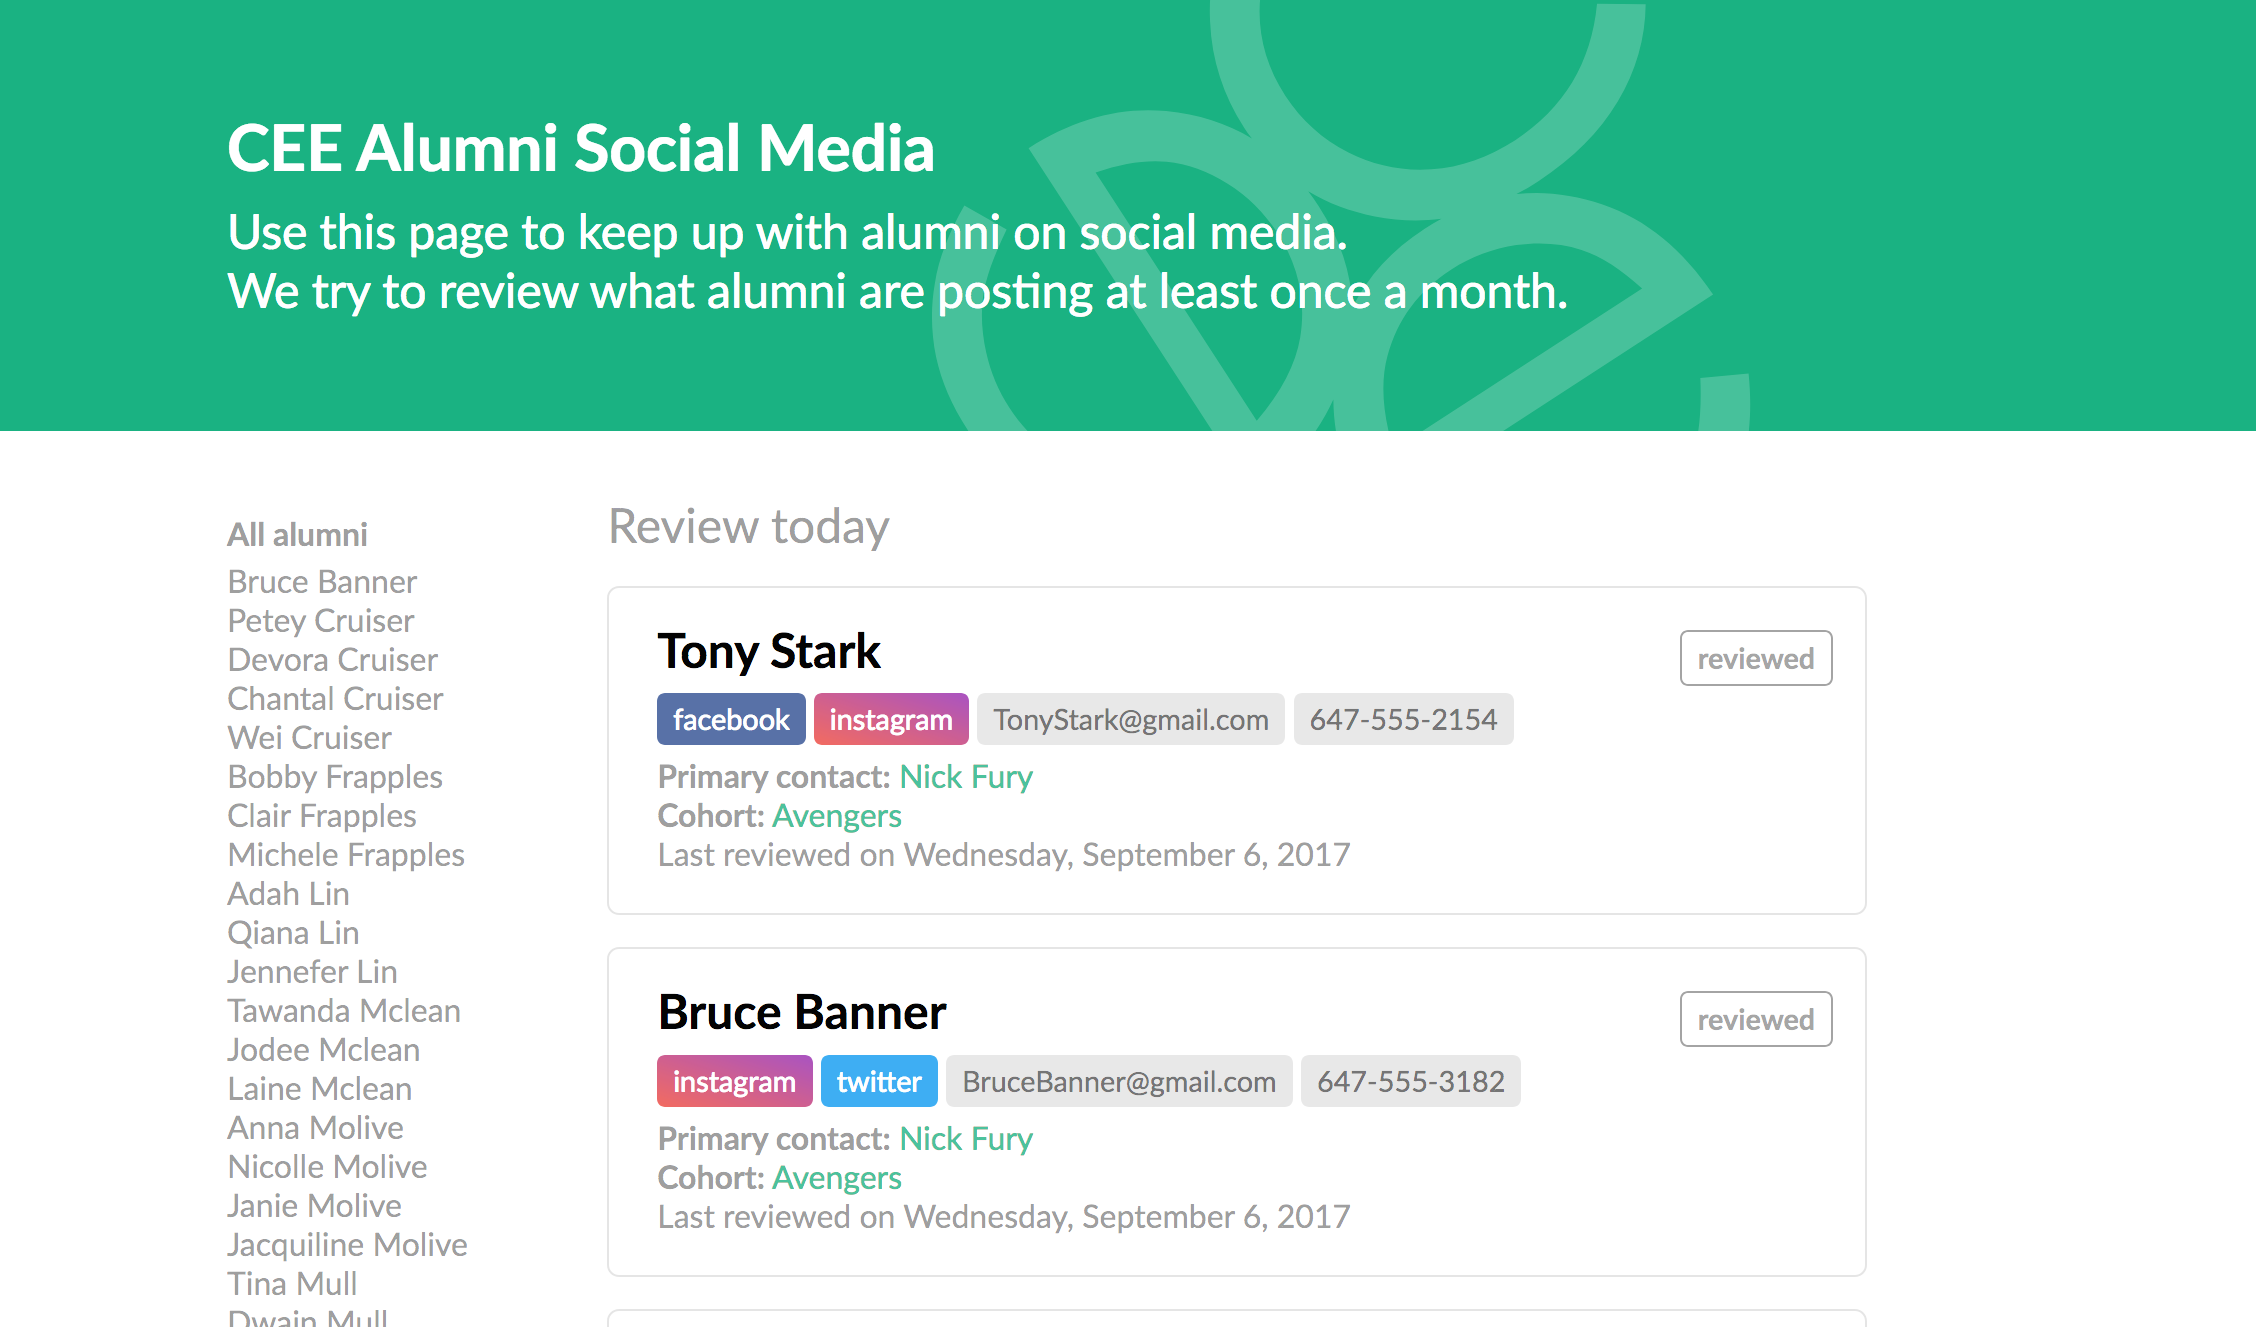 CEE Alumni Social Media
Use this page to keep up with alumni on social media.
We try to review what alumni are posting at least once a month.
All alumni
Bruce Banner
Petey Cruiser
Devora Cruiser
Chantal Cruiser
Wei Cruiser
Bobby Frapples
Clair Frapples
Michele Frapples
Adah Lin
Qiana Lin
Jennefer Lin
Tawanda Mclean
Jodee Mclean
Laine Mclean
Anna Molive
Nicolle Molive
Janie Molive
Jacquiline Molive
Tina Mull
Dwain Mull
Review today
Tony Stark
reviewed
facebook instagram TonyStark@gmail.com 647-555-2154
Primary contact: Nick Fury
Cohort: Avengers
Last reviewed on Wednesday, September 6, 2017
Bruce Banner
reviewed
instagram twitter BruceBanner@gmail.com 647-555-3182
Primary contact: Nick Fury
Cohort: Avengers
Last reviewed on Wednesday, September 6, 2017